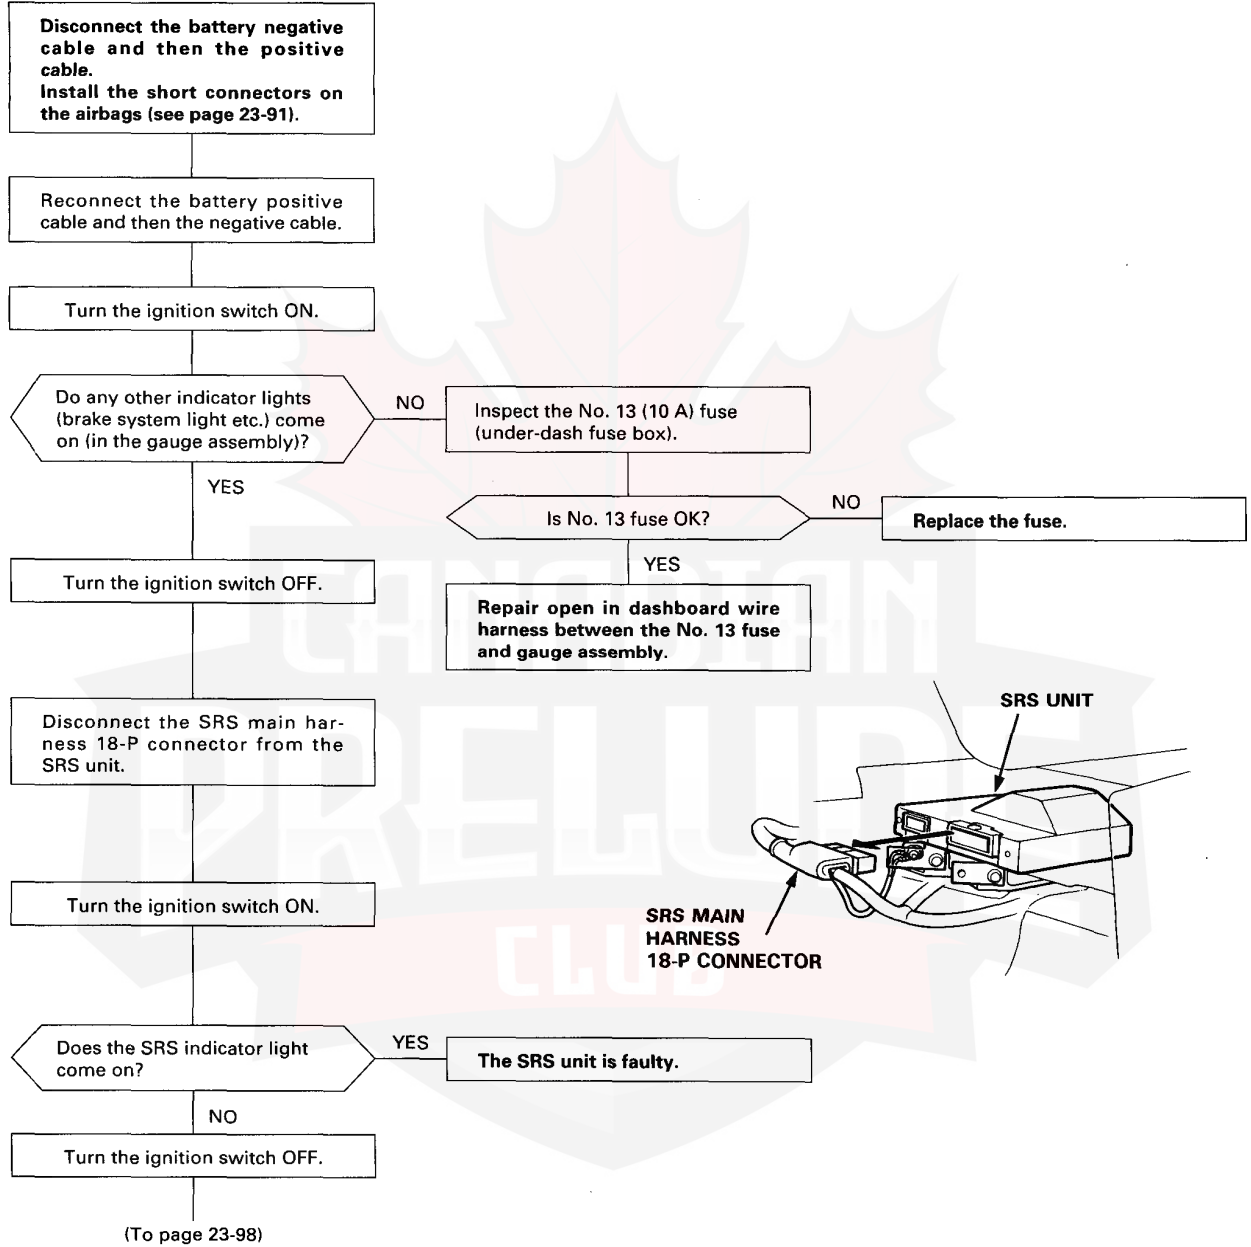 Disconnect the battery negative
cable and then the positive
cable.
Install the short connectors on
the airbags (see page 23-91).
Reconnect the battery positive
cable and then the negative cable.
Turn the ignition switch ON.
Do any other indicator lights
(brake system light etc.) come
on (in the gauge assembly)?
NO
Inspect the No. 13 (10 A) fuse
(under-dash fuse box).
YES
Is No. 13 fuse OK?
NO
Replace the fuse.
YES
Turn the ignition switch OFF.
Repair open in dashboard wire
harness between the No. 13 fuse
and gauge assembly.
Disconnect the SRS main har-
ness 18-P connector from the
SRS unit.
SRS UNIT
Turn the ignition switch ON.
SRS MAIN
HARNESS
18-P CONNECTOR
Does the SRS indicator light
come on?
YES
The SRS unit is faulty.
NO
Turn the ignition switch OFF.
(To page 23-98)
CANADIAN
PRELUDE
CLUB